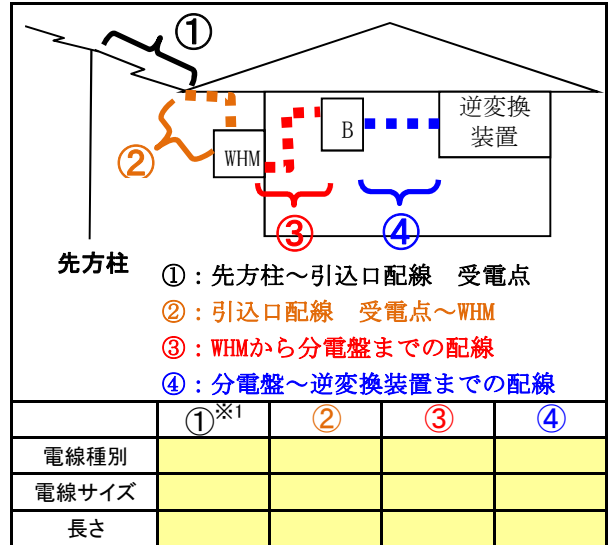 ①
逆変換
装置
B
WHM
②
③
④
先方柱
①：先方柱～引込口配線　受電点
②：引込口配線　受電点～WHM
③：WHMから分電盤までの配線
④：分電盤～逆変換装置までの配線
①※1 ② ③ ④
電線種別
電線サイズ
長さ